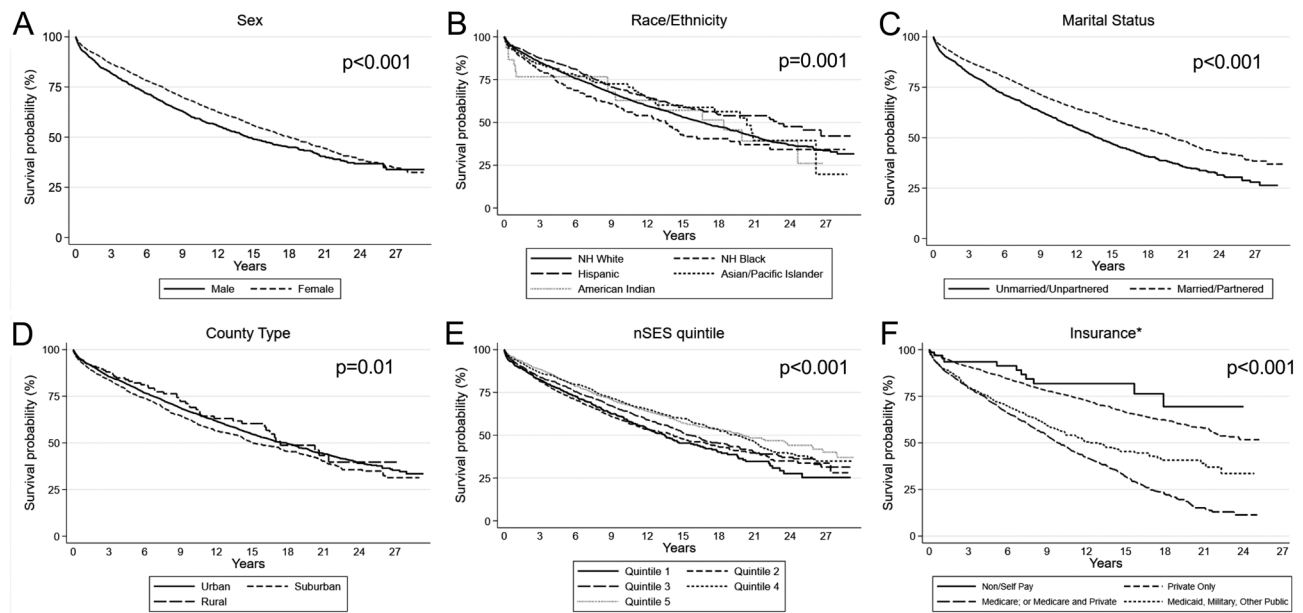 A
Sex
p<0.001
Survival probability (%)
100
75
50
25
0
0 3 6 9 12 15 18 21 24 27
Years
Male Female
B
Race/Ethnicity
p=0.001
Survival probability (%)
100
75
50
25
0
0 3 6 9 12 15 18 21 24 27
Years
NH White NH Black
Hispanic Asian/Pacific Islander
American Indian
C
Marital Status
p<0.001
Survival probability (%)
100
75
50
25
0
0 3 6 9 12 15 18 21 24 27
Years
Unmarried/Unpartnered Married/Partnered
D
County Type
p=0.01
Survival probability (%)
100
75
50
25
0
0 3 6 9 12 15 18 21 24 27
Years
Urban Suburban
Rural
E
nSES quintile
p<0.001
Survival probability (%)
100
75
50
25
0
0 3 6 9 12 15 18 21 24 27
Years
Quintile 1 Quintile 2
Quintile 3 Quintile 4
Quintile 5
F
Insurance*
p<0.001
Survival probability (%)
100
75
50
25
0
0 3 6 9 12 15 18 21 24 27
Years
Non/Self Pay Private Only
Medicare; or Medicare and Private Medicaid, Military, Other Public